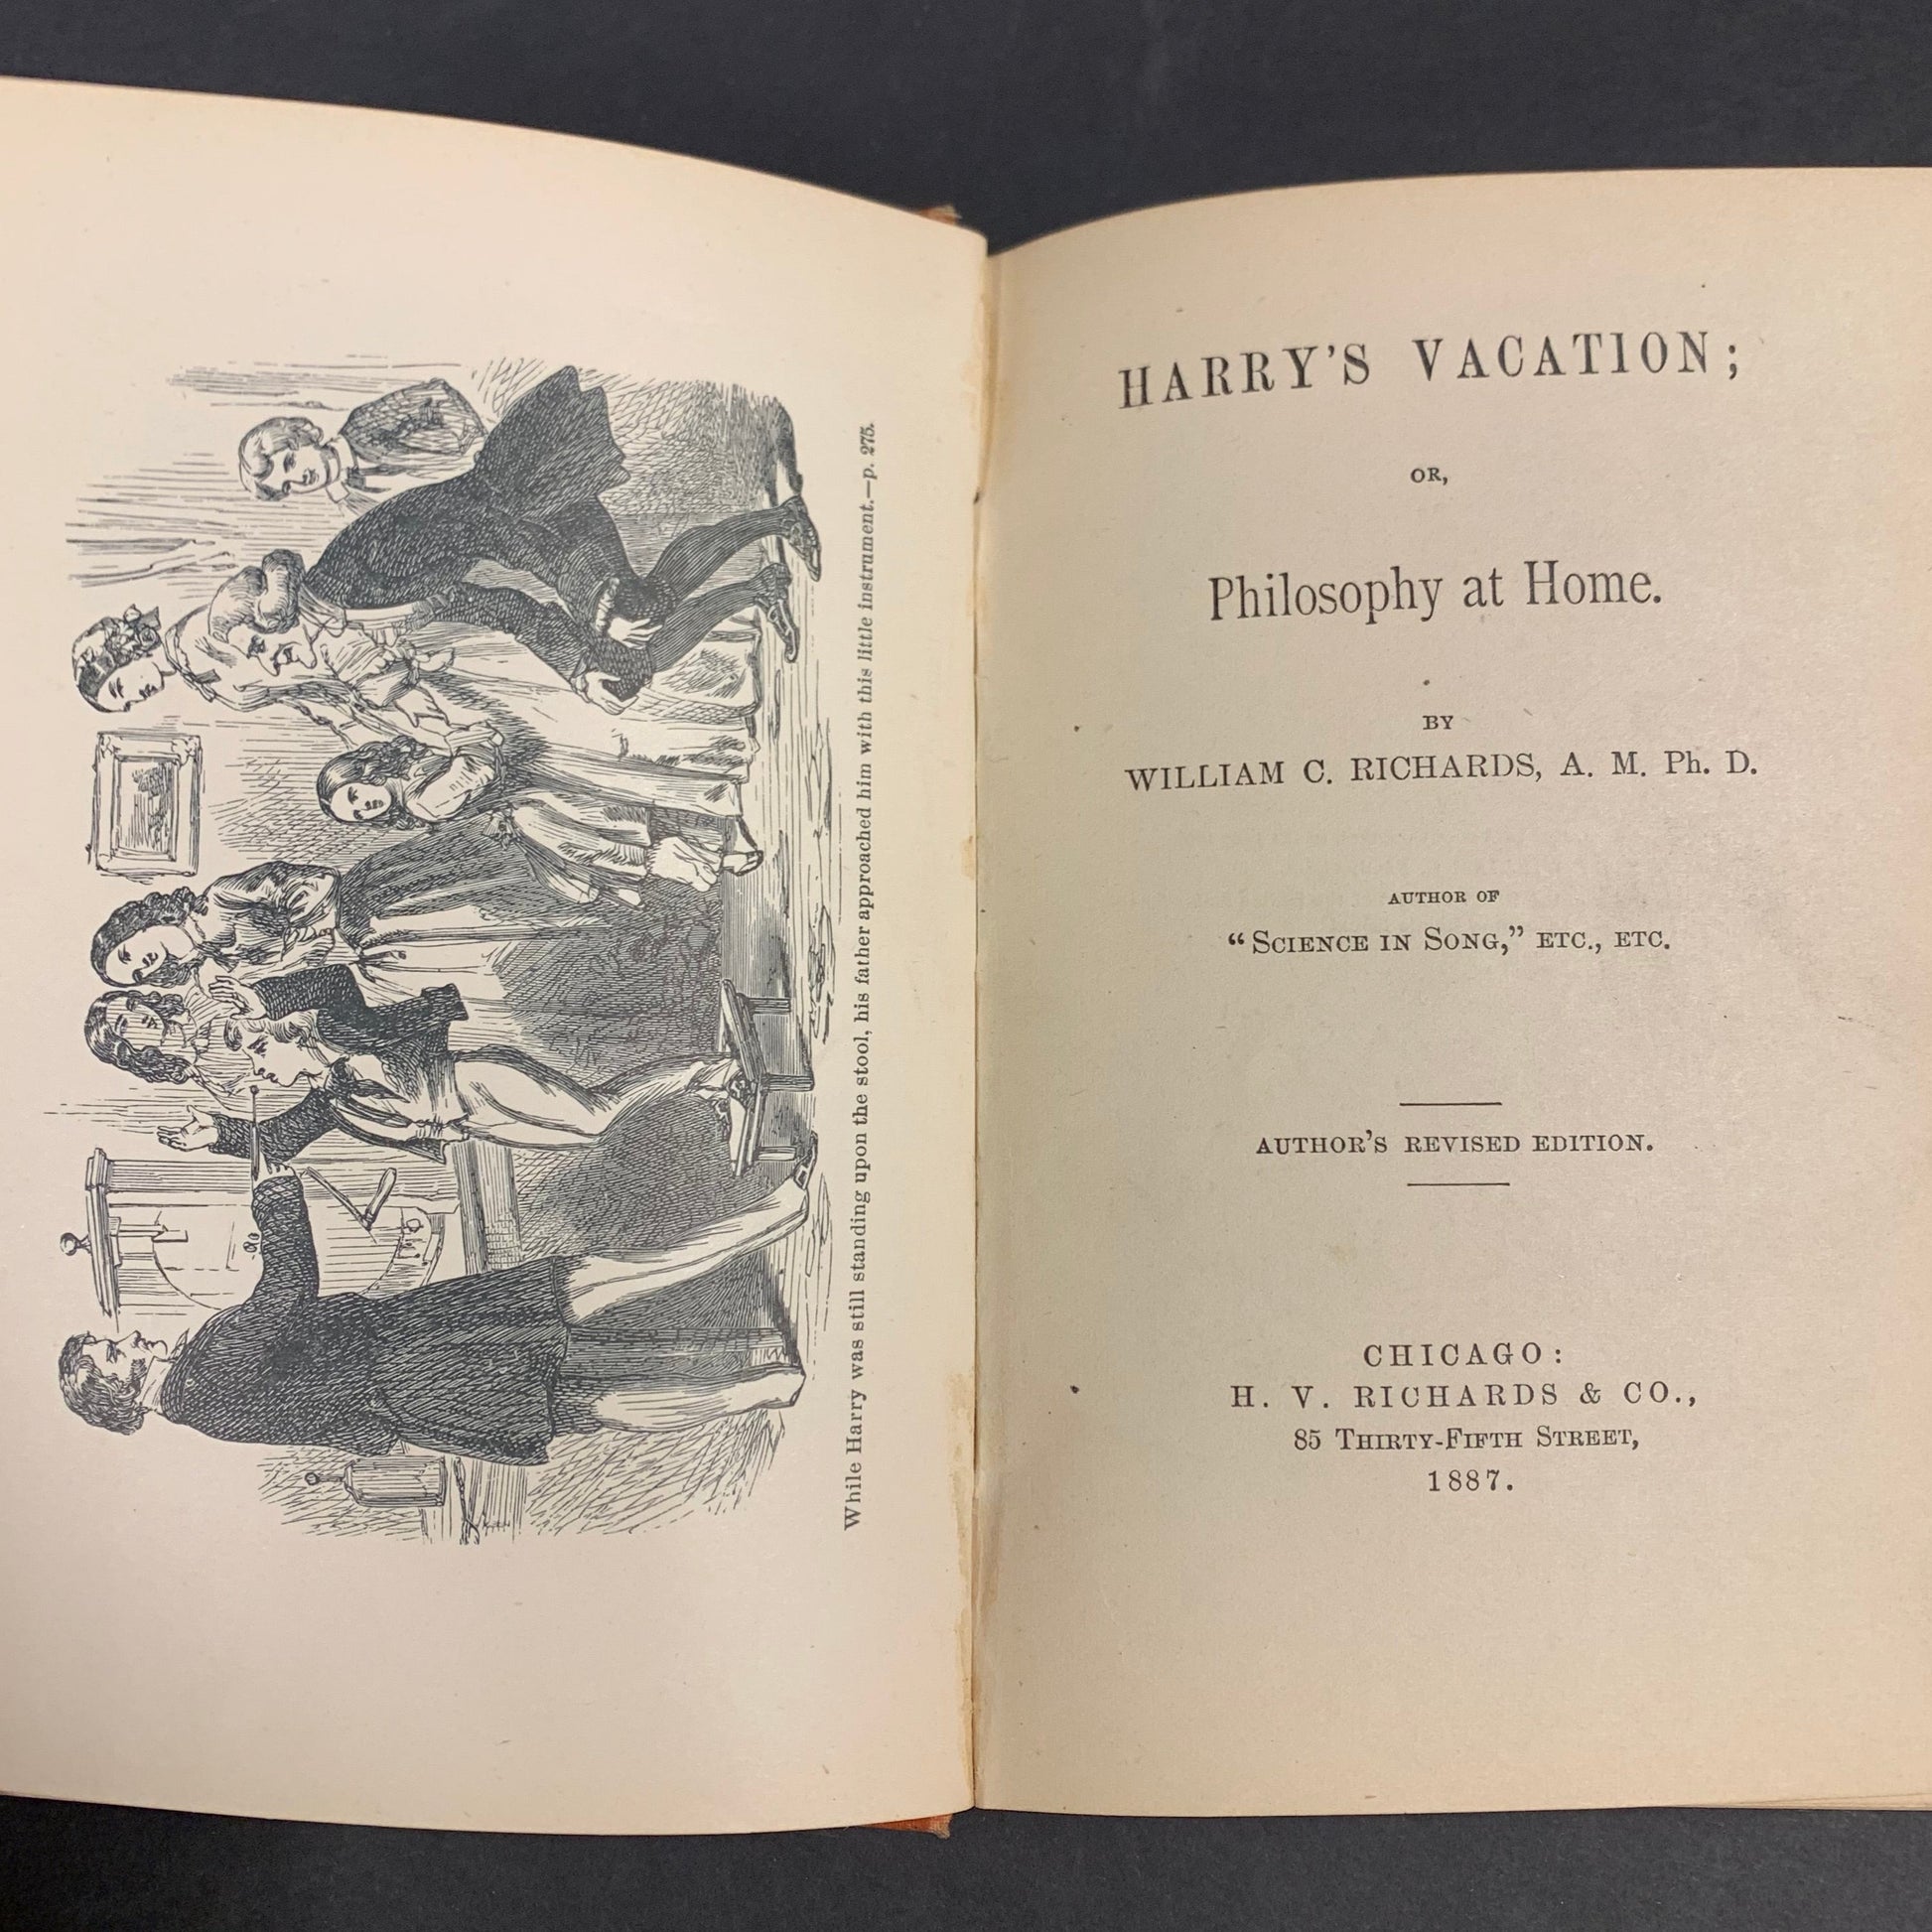 While Harry was still standing upon the stool, his father approached him with this little instrument.—p. 275.
HARRY'S VACATION;
OR,
Philosophy at Home.
BY
WILLIAM C. RICHARDS, A. M. Ph. D.
AUTHOR OF
“SCIENCE IN SONG,” ETC., ETC.
AUTHOR'S REVISED EDITION.
CHICAGO:
H. V. RICHARDS & CO.,
85 THIRTY-FIFTH STREET,
1887.